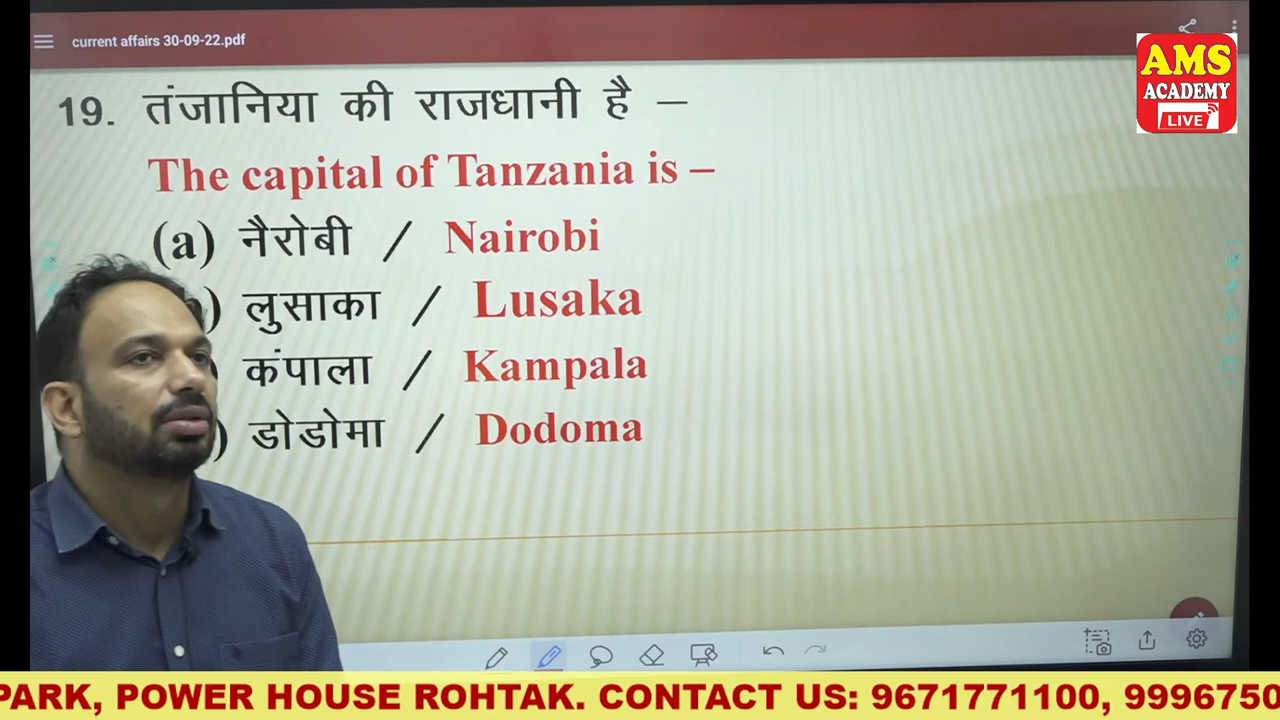 current affairs 30-09-22.pdf
AMS
ACADEMY
LIVE
19. तंजानिया की राजधानी है –
The capital of Tanzania is –
(a) नैरोबी / Nairobi
) लुसाका / Lusaka
) कंपाला / Kampala
) डोडोमा / Dodoma
PARK, POWER HOUSE ROHTAK. CONTACT US: 9671771100, 9996750